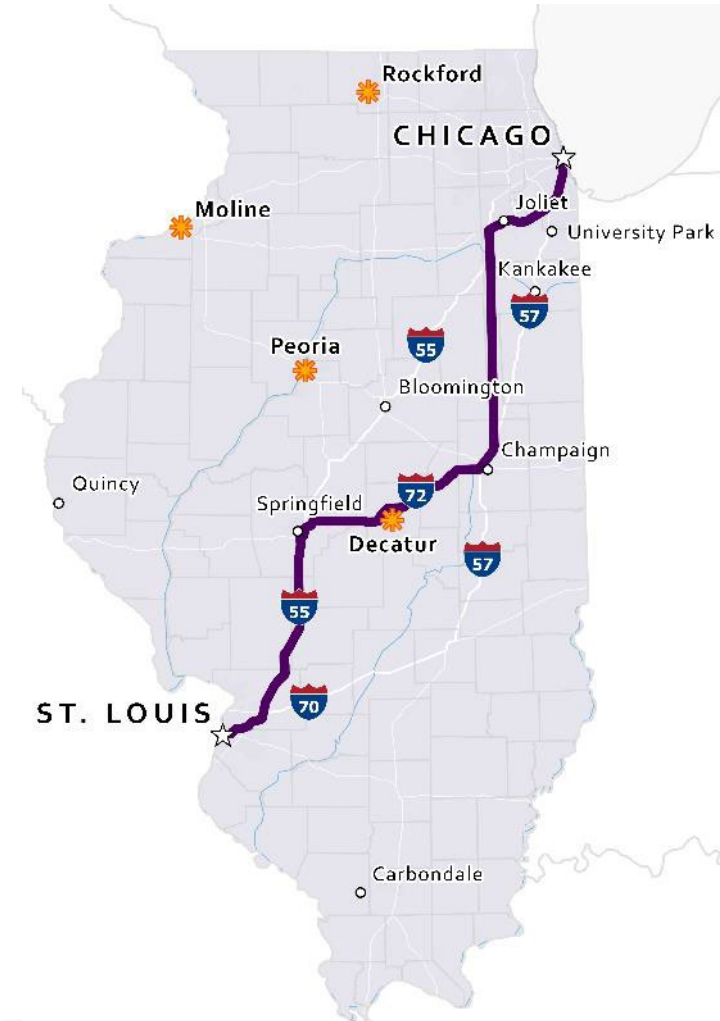 Rockford
CHICAGO
Moline
Joliet
University Park
Kankakee
57
55
Peoria
Bloomington
Champaign
Quincy
72
Springfield
Decatur
57
55
70
ST. LOUIS
Carbondale